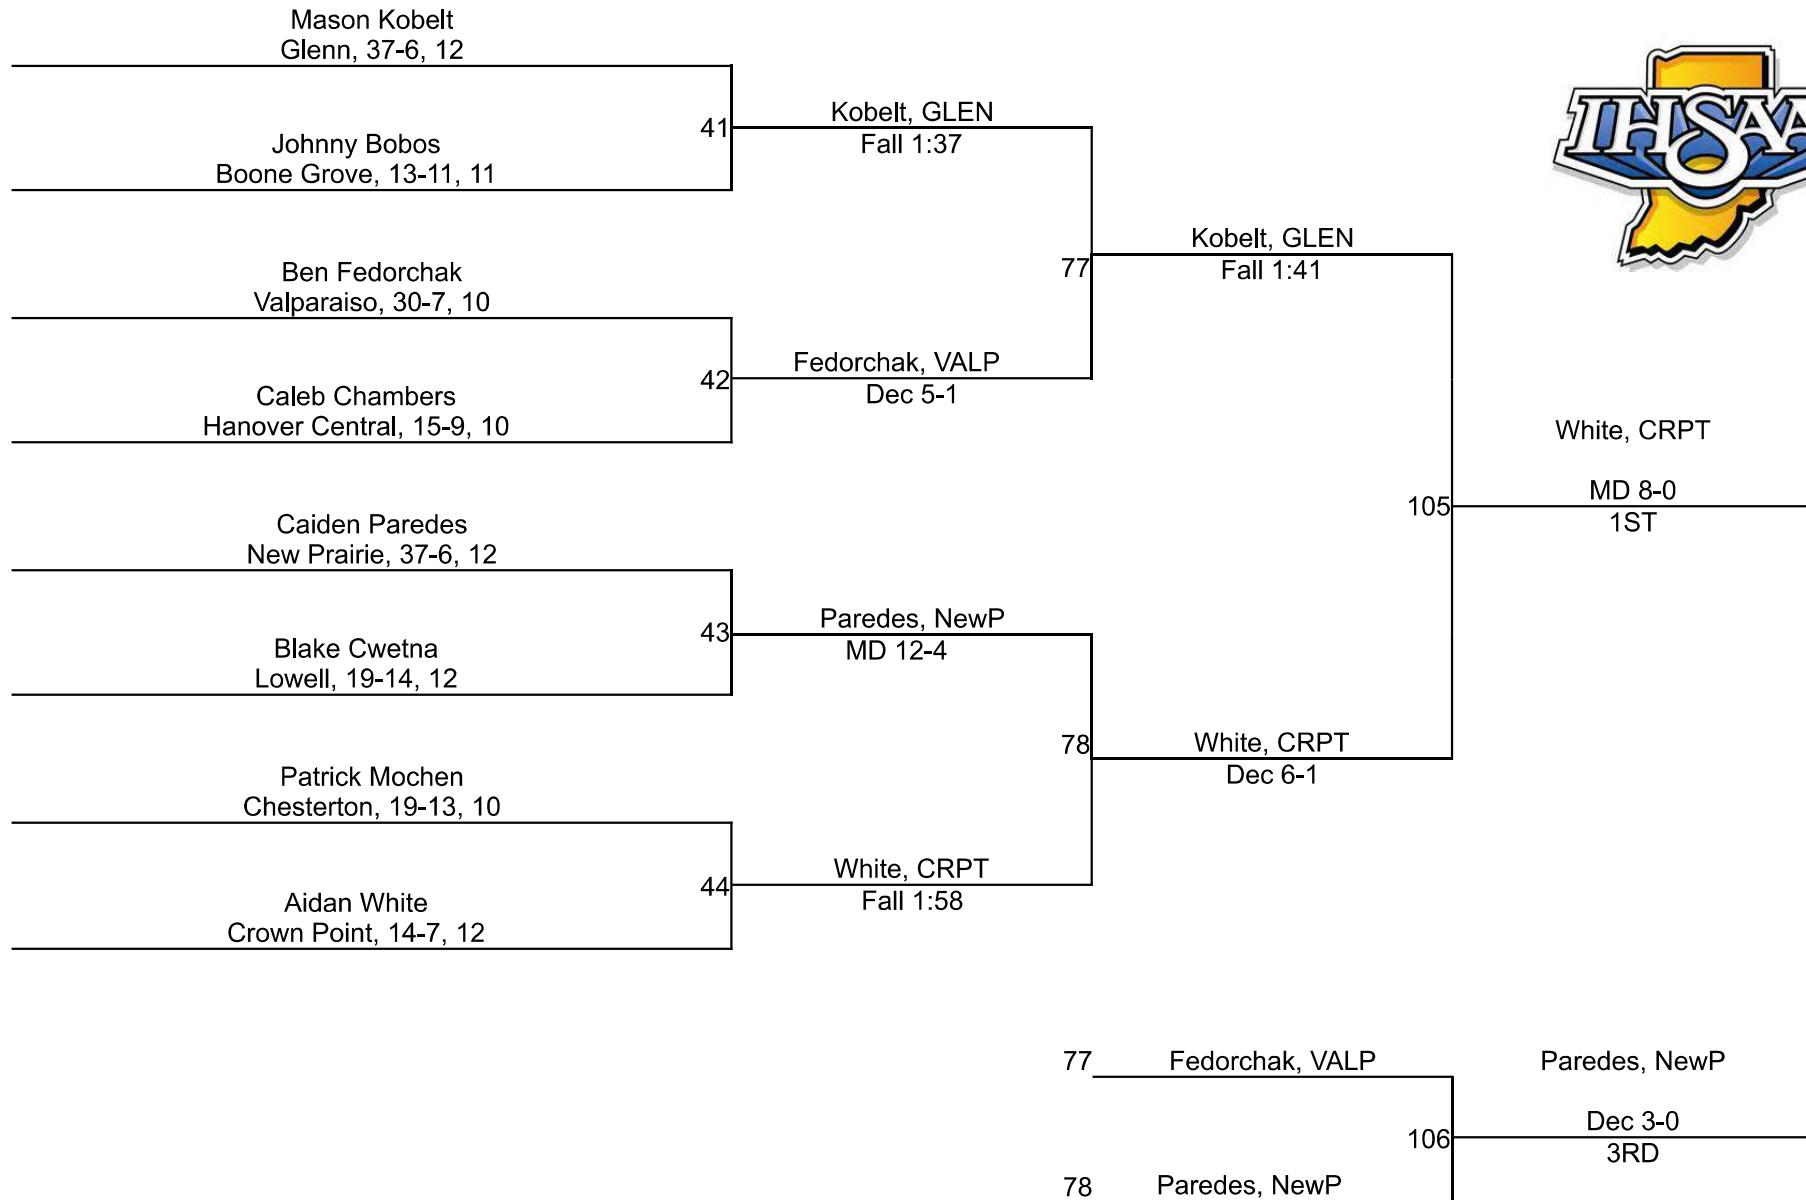 Mason Kobelt
Glenn, 37-6, 12
41
Kobelt, GLEN
Fall 1:37
Johnny Bobos
Boone Grove, 13-11, 11
IHSAA
77
Kobelt, GLEN
Fall 1:41
Ben Fedorchak
Valparaiso, 30-7, 10
42
Fedorchak, VALP
Dec 5-1
Caleb Chambers
Hanover Central, 15-9, 10
105
White, CRPT
MD 8-0
1ST
Caiden Paredes
New Prairie, 37-6, 12
43
Paredes, NewP
MD 12-4
Blake Cwetna
Lowell, 19-14, 12
78
White, CRPT
Dec 6-1
Patrick Mochen
Chesterton, 19-13, 10
44
White, CRPT
Fall 1:58
Aidan White
Crown Point, 14-7, 12
77
Fedorchak, VALP
Paredes, NewP
106
Dec 3-0
3RD
78
Paredes, NewP